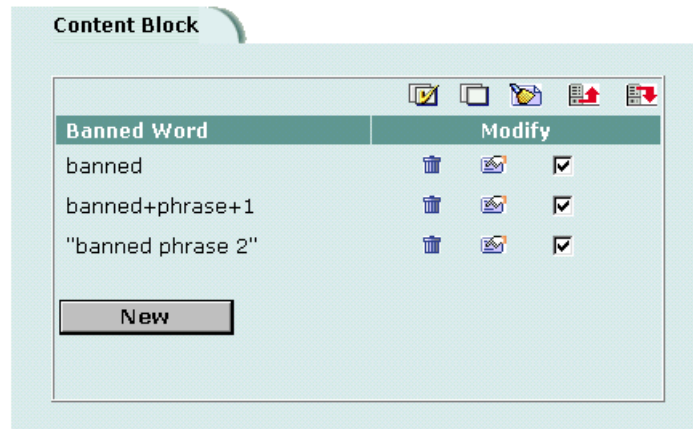 Content Block
Banned Word Modify
banned
banned+phrase+1
"banned phrase 2"
New